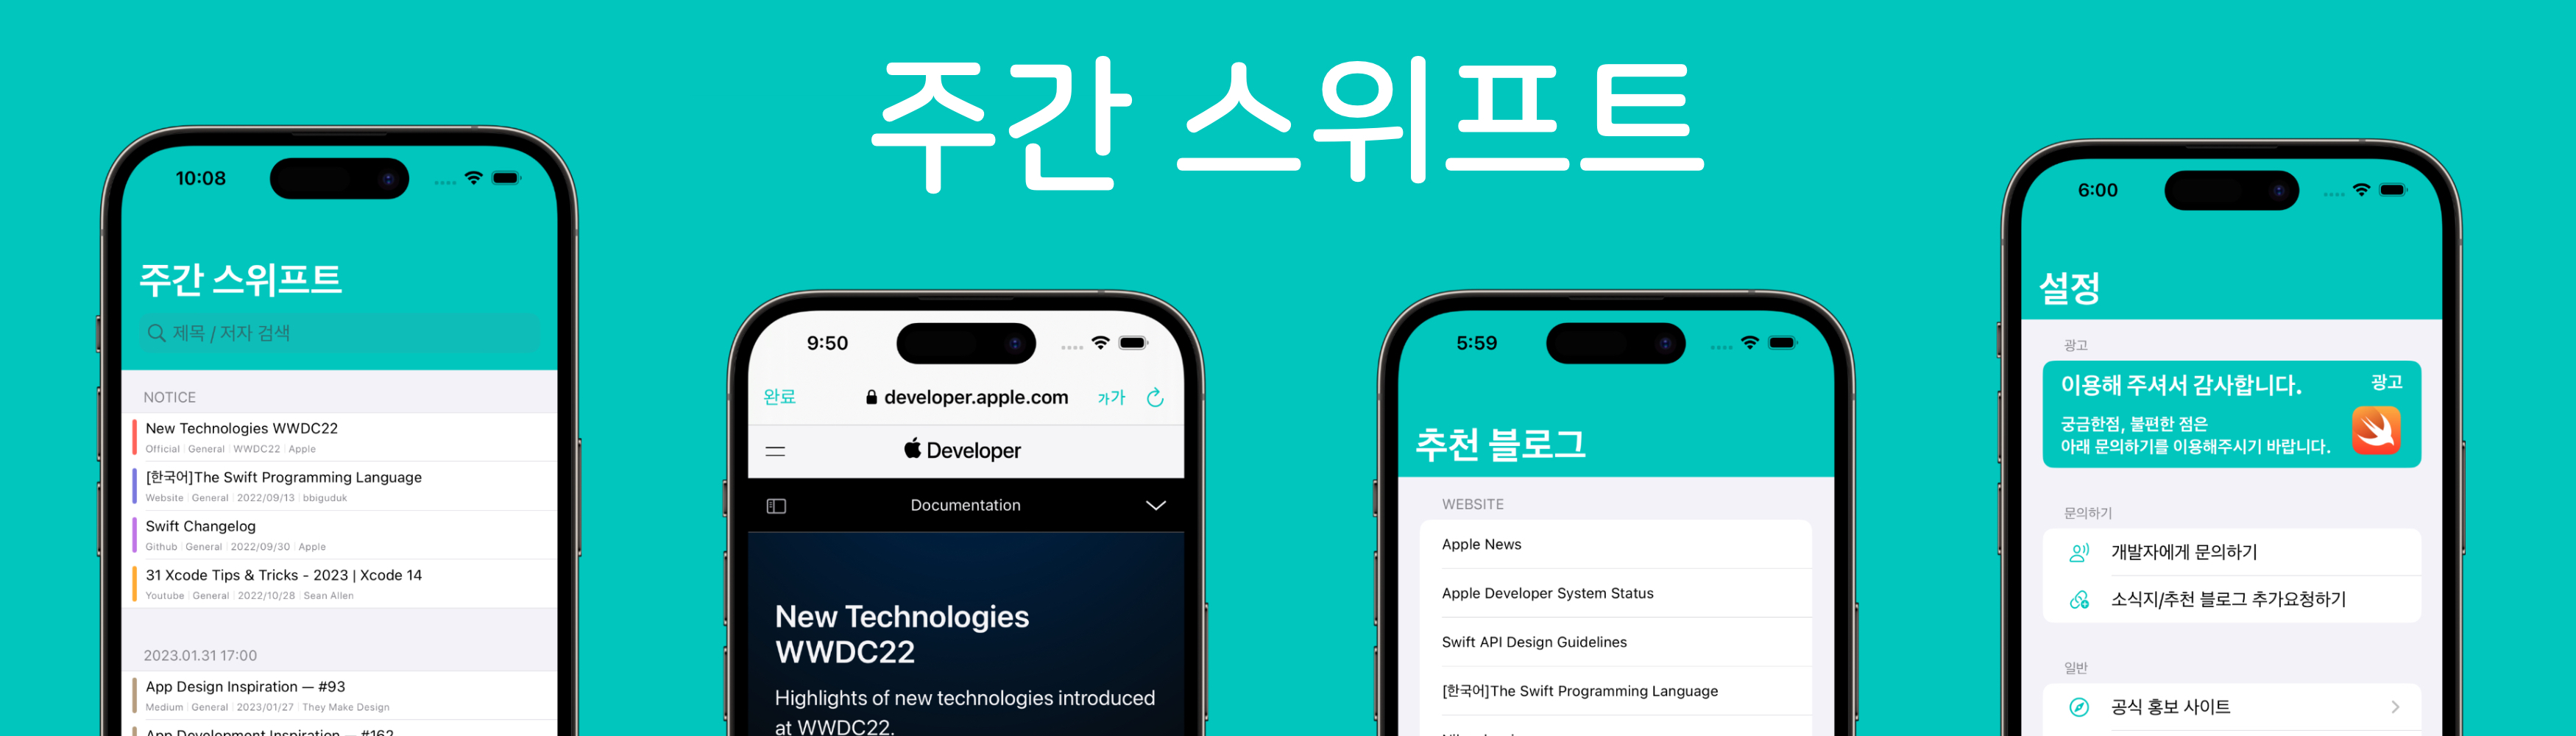 주간 스위프트
10:08
주간 스위프트
제목 / 저자 검색
NOTICE
New Technologies WWDC22
Official General WWDC22 Apple
[한국어]The Swift Programming Language
Website General 2022/09/13 bbiguduk
Swift Changelog
Github General 2022/09/30 Apple
31 Xcode Tips & Tricks - 2023 | Xcode 14
Youtube General 2022/10/28 Sean Allen
2023.01.31 17:00
App Design Inspiration — #93
Medium General 2023/01/27 They Make Design
App Development Inspiration — #162
9:50
완료
developer.apple.com
가가
Developer
Documentation
New Technologies
WWDC22
Highlights of new technologies introduced
at WWDC22.
5:59
추천 블로그
WEBSITE
Apple News
Apple Developer System Status
Swift API Design Guidelines
[한국어]The Swift Programming Language
6:00
설정
광고
이용해 주셔서 감사합니다.
광고
궁금한점, 불편한 점은
아래 문의하기를 이용해주시기 바랍니다.
문의하기
개발자에게 문의하기
소식지/추천 블로그 추가요청하기
일반
공식 홍보 사이트